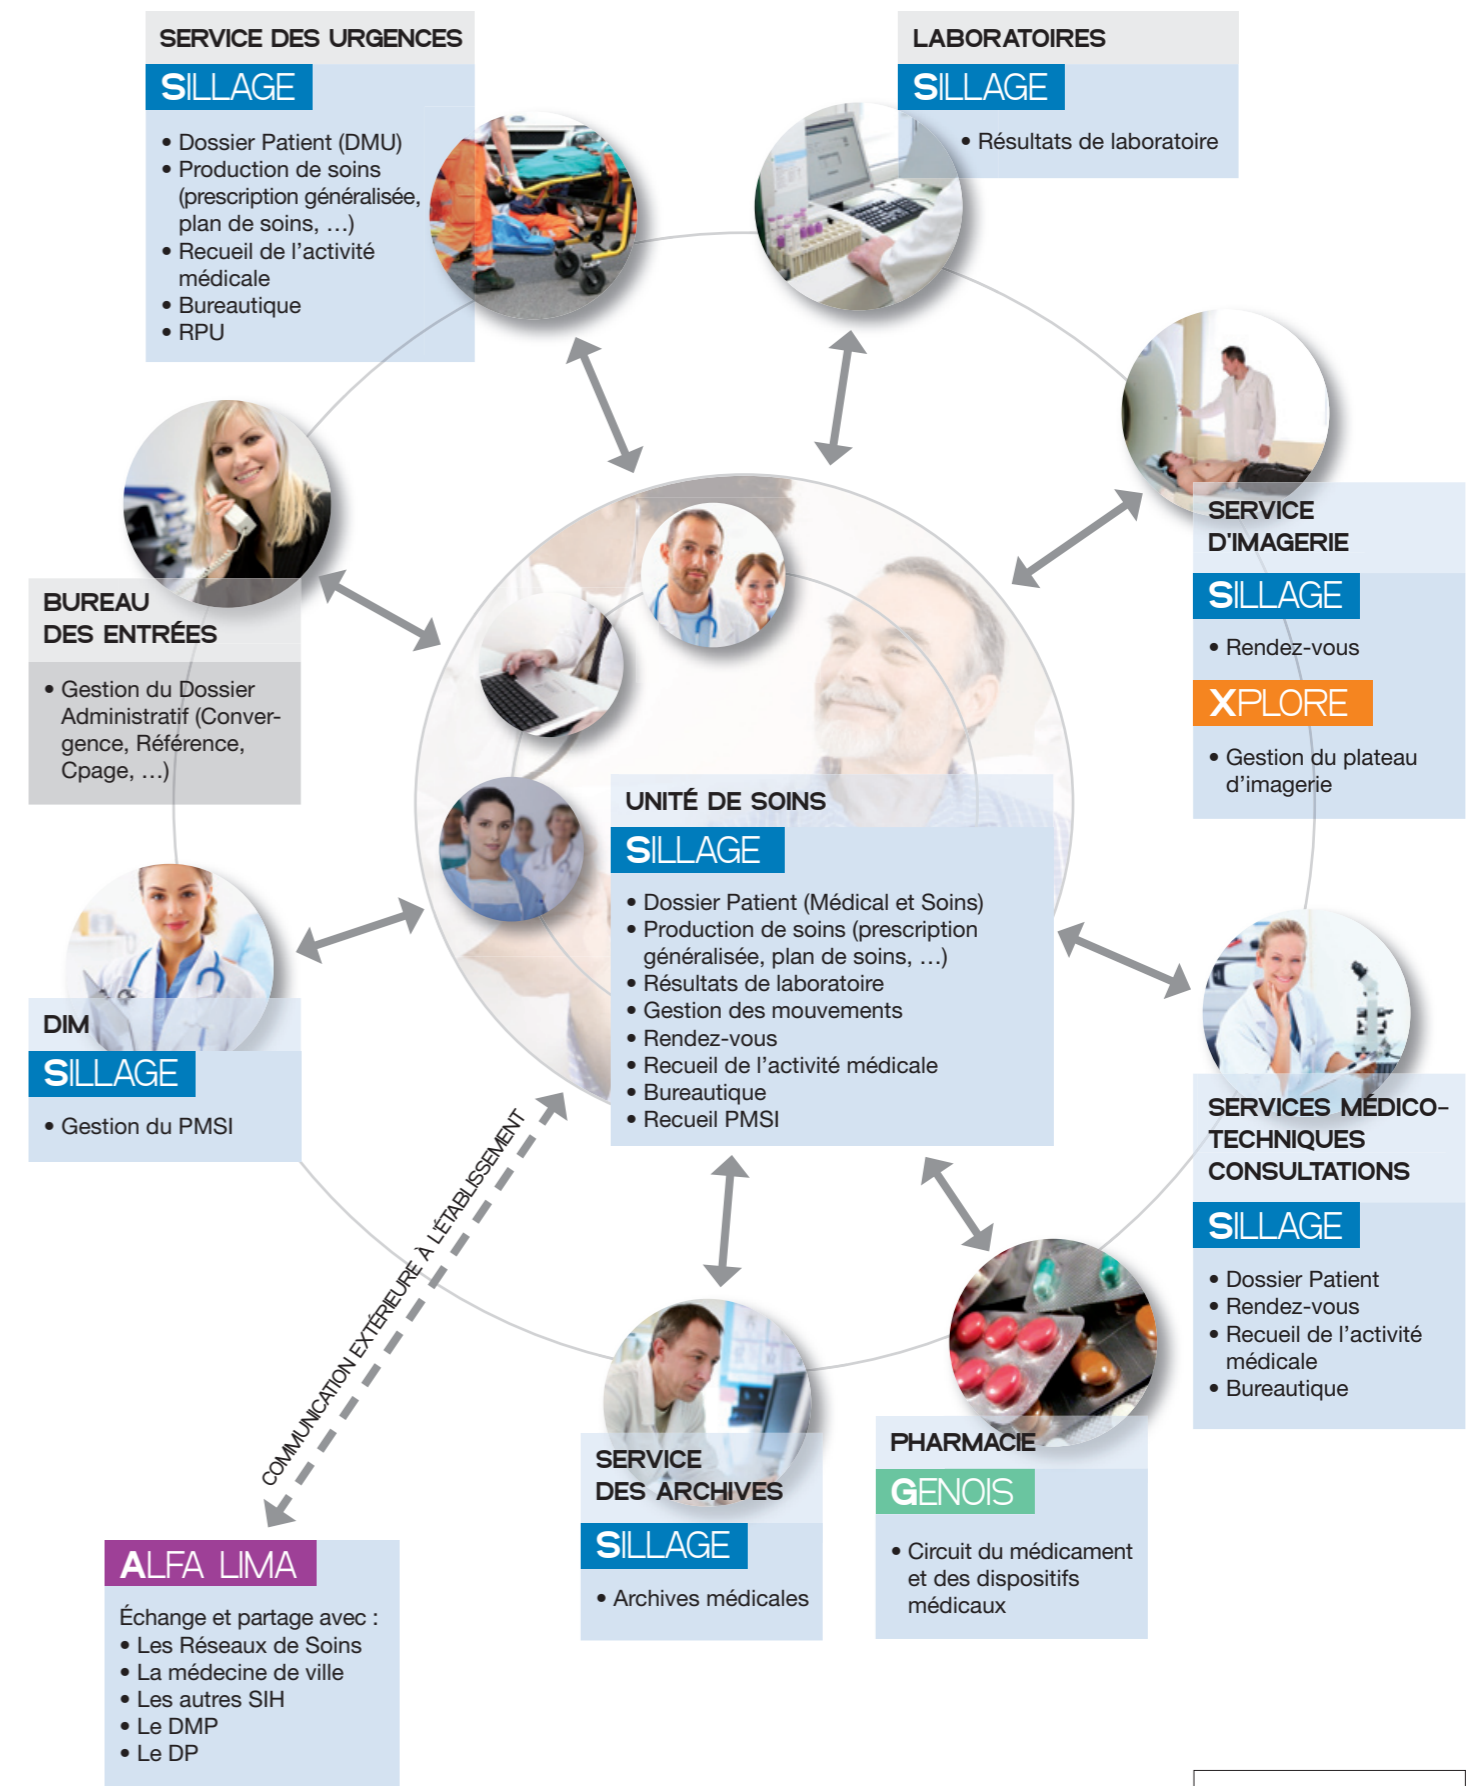 SERVICE DES URGENCES
SILLAGE
• Dossier Patient (DMU)
• Production de soins
(prescription généralisée,
plan de soins, …)
• Recueil de l’activité
médicale
• Bureautique
• RPU
LABORATOIRES
SILLAGE
• Résultats de laboratoire
SERVICE
D'IMAGERIE
SILLAGE
• Rendez-vous
XPLORE
• Gestion du plateau
d’imagerie
BUREAU
DES ENTRÉES
• Gestion du Dossier
Administratif (Conver-
gence, Référence,
Cpage, …)
UNITÉ DE SOINS
SILLAGE
• Dossier Patient (Médical et Soins)
• Production de soins (prescription
généralisée, plan de soins, …)
• Résultats de laboratoire
• Gestion des mouvements
• Rendez-vous
• Recueil de l’activité médicale
• Bureautique
• Recueil PMSI
DIM
SILLAGE
• Gestion du PMSI
SERVICES MÉDICO-
TECHNIQUES
CONSULTATIONS
SILLAGE
• Dossier Patient
• Rendez-vous
• Recueil de l’activité
médicale
• Bureautique
COMMUNICATION EXTÉRIEURE À L'ÉTABLISSEMENT
SERVICE
DES ARCHIVES
SILLAGE
• Archives médicales
PHARMACIE
GENOIS
• Circuit du médicament
et des dispositifs
médicaux
ALFA LIMA
Échange et partage avec :
• Les Réseaux de Soins
• La médecine de ville
• Les autres SIH
• Le DMP
• Le DP